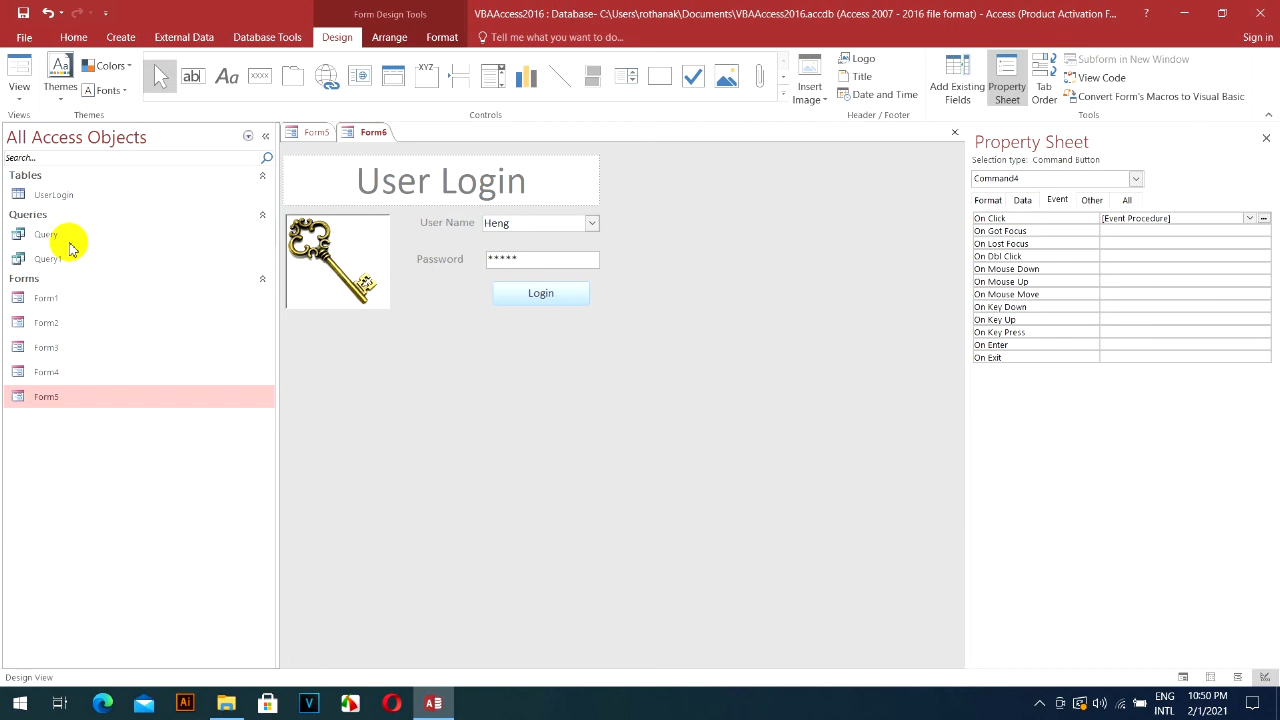 Form Design Tools
VBAAccess2016 : Database- C:\Users\rothanak\Documents\VBAAccess2016.accdb (Access 2007 - 2016 file format) - Access (Product Activation F...
File Home Create External Data Database Tools Design Arrange Format Tell me what you want to do... Sign in
View
Themes
Colors
Fonts
Aa
ab|
Aa
XYZ
Insert Image
Logo
Title
Date and Time
Add Existing Fields
Property Sheet
Tab Order
Subform in New Window
View Code
Convert Form's Macros to Visual Basic
Views Themes Controls Header / Footer Tools
All Access Objects
Search...
Tables
UserLogin
Queries
Query
Query1
Forms
Form1
Form2
Form3
Form4
Form5
Form5 Form6
User Login
User Name Heng
Password *****
Login
Property Sheet
Selection type: Command Button
Command4
Format Data Event Other All
On Click [Event Procedure]
On Got Focus
On Lost Focus
On Dbl Click
On Mouse Down
On Mouse Up
On Mouse Move
On Key Down
On Key Up
On Key Press
On Enter
On Exit
Design View
ENG
INTL
10:50 PM
2/1/2021